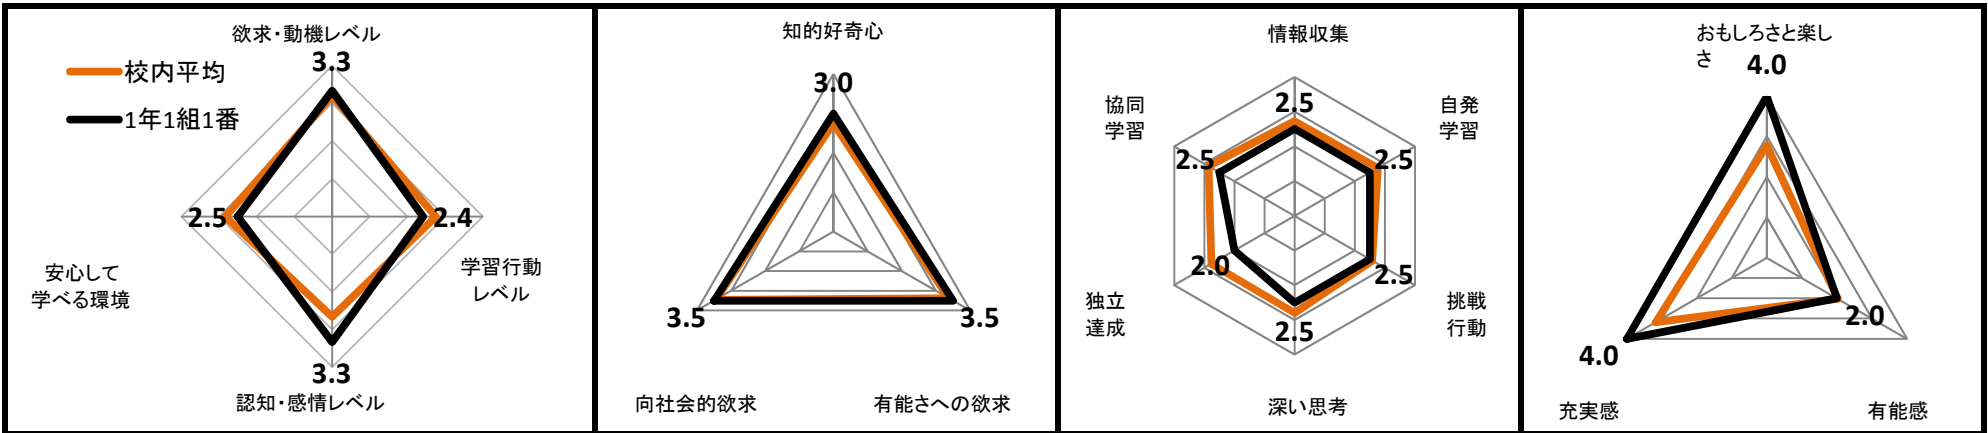 欲求・動機レベル
3.3
校内平均
1年1組1番
2.5
2.4
安心して
学べる環境
学習行動
レベル
3.3
認知・感情レベル
知的好奇心
3.0
3.5
3.5
向社会的欲求
有能さへの欲求
情報収集
2.5
協同
学習
自発
学習
2.5
2.5
2.0
2.5
独立
達成
挑戦
行動
2.5
深い思考
おもしろさと楽し
さ
4.0
2.0
4.0
充実感
有能感